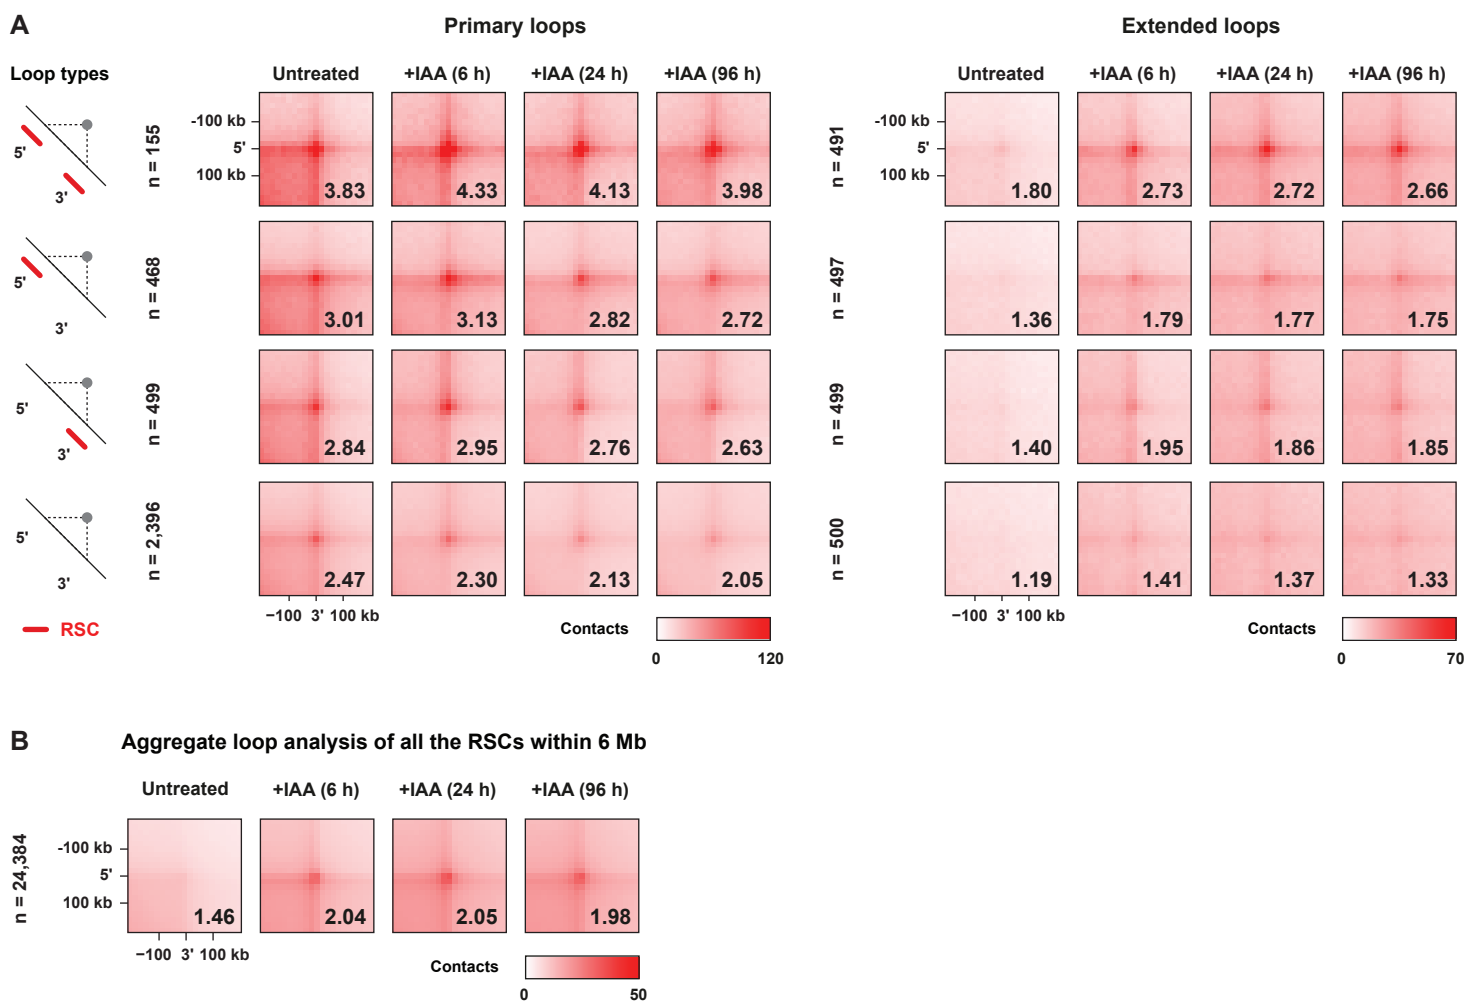 A
Primary loops
Extended loops
Loop types
Untreated
+IAA (6 h)
+IAA (24 h)
+IAA (96 h)
Untreated
+IAA (6 h)
+IAA (24 h)
+IAA (96 h)
5'
3'
n = 155
-100 kb
5'
100 kb
3.83
4.33
4.13
3.98
n = 491
-100 kb
5'
100 kb
1.80
2.73
2.72
2.66
5'
3'
n = 468
3.01
3.13
2.82
2.72
n = 497
1.36
1.79
1.77
1.75
5'
3'
n = 499
2.84
2.95
2.76
2.63
n = 499
1.40
1.95
1.86
1.85
5'
3'
n = 2,396
2.47
2.30
2.13
2.05
n = 500
1.19
1.41
1.37
1.33
−100 3' 100 kb
−100 3' 100 kb
RSC
Contacts
0
120
Contacts
0
70
B
Aggregate loop analysis of all the RSCs within 6 Mb
Untreated
+IAA (6 h)
+IAA (24 h)
+IAA (96 h)
n = 24,384
-100 kb
5'
100 kb
1.46
2.04
2.05
1.98
−100 3' 100 kb
Contacts
0
50